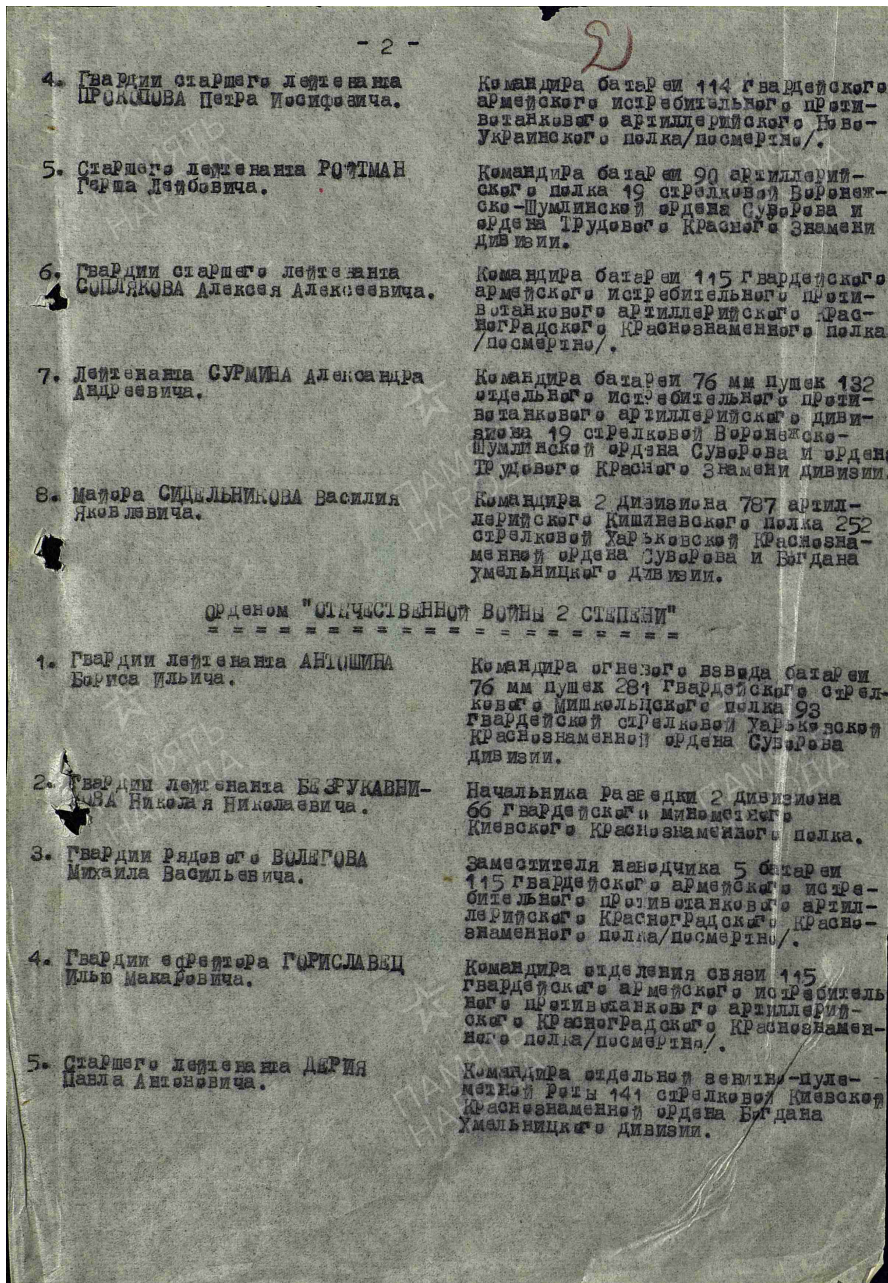 - 2 -
2
4. Гвардии старшего лейтенанта
ПРОКОПОВА Петра Иосифовича.
Командира батареи 114 гвардейского
армейского истребительного проти-
вотанкового артиллерийского Ново-
Украинского полка/посмертно/.
5. Старшего лейтенанта РОЙТМАН
Герша Лейбовича.
Командира батареи 90 артиллерий-
ского полка 19 стрелковой Воронеж-
ско-Шумлинской ордена Суворова и
ордена Трудового Красного Знамени
дивизии.
6. Гвардии старшего лейтенанта
СОПЛЯКОВА Алексея Алексеевича.
Командира батареи 115 гвардейского
армейского истребительного проти-
вотанкового артиллерийского Крас-
ноградского Краснознаменного полка
/посмертно/.
7. Лейтенанта СУРМИНА Александра
Андреевича.
Командира батареи 76 мм пушек 132
отдельного истребительного проти-
вотанкового артиллерийского диви-
зиона 19 стрелковой Воронежско-
Шумлинской ордена Суворова и ордена
Трудового Красного Знамени дивизии.
8. Майора СИДЕЛЬНИКОВА Василия
Яковлевича.
Командира 2 дивизиона 787 артил-
лерийского Кишиневского полка 252
стрелковой Харьковской Краснозна-
менной ордена Суворова и Богдана
Хмельницкого дивизии.
Орденом "ОТЕЧЕСТВЕННОЙ ВОЙНЫ 2 СТЕПЕНИ"
= = = = = = = = = = = = = = = = = = = = = = =
1. Гвардии лейтенанта АНТОШИНА
Бориса Ильича.
Командира огневого взвода батареи
76 мм пушек 281 гвардейского стрел-
кового Мишкольцского полка 93
гвардейской стрелковой Харьковской
Краснознаменной ордена Суворова
дивизии.
2. Гвардии лейтенанта БЕЗРУКАВНИ-
КОВА Николая Николаевича.
Начальника разведки 2 дивизиона
66 гвардейского минометного
Киевского Краснознаменного полка.
3. Гвардии рядового ВОЛЕГОВА
Михаила Васильевича.
Заместителя наводчика 5 батареи
115 гвардейского армейского истре-
бительного противотанкового артил-
лерийского Красноградского Красно-
знаменного полка/посмертно/.
4. Гвардии ефрейтора ГОРИСЛАВЕЦ
Илью Макаровича.
Командира отделения связи 115
гвардейского армейского истребитель
ного противотанкового артиллерий-
ского Красноградского Краснознамен-
ного полка/посмертно/.
5. Старшего лейтенанта ДЕРИЯ
Павла Антоновича.
Командира отдельной зенитно-пуле-
метной роты 141 стрелковой Киевской
Краснознаменной ордена Богдана
Хмельницкого дивизии.
ПАМЯТЬ
НАРОДА